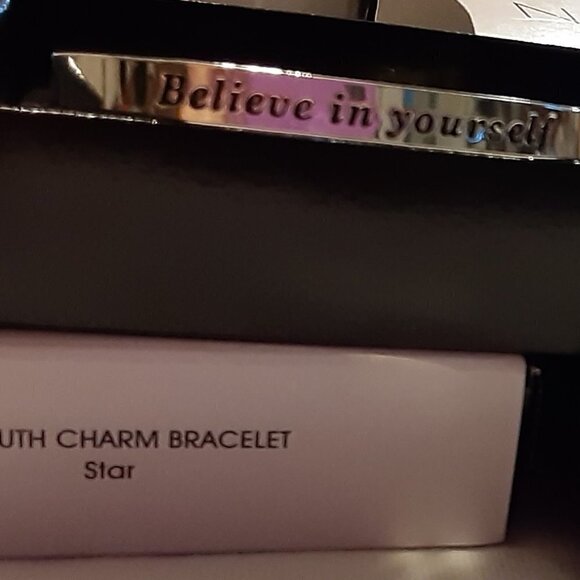 Believe in yourself
UTH CHARM BRACELET
Star